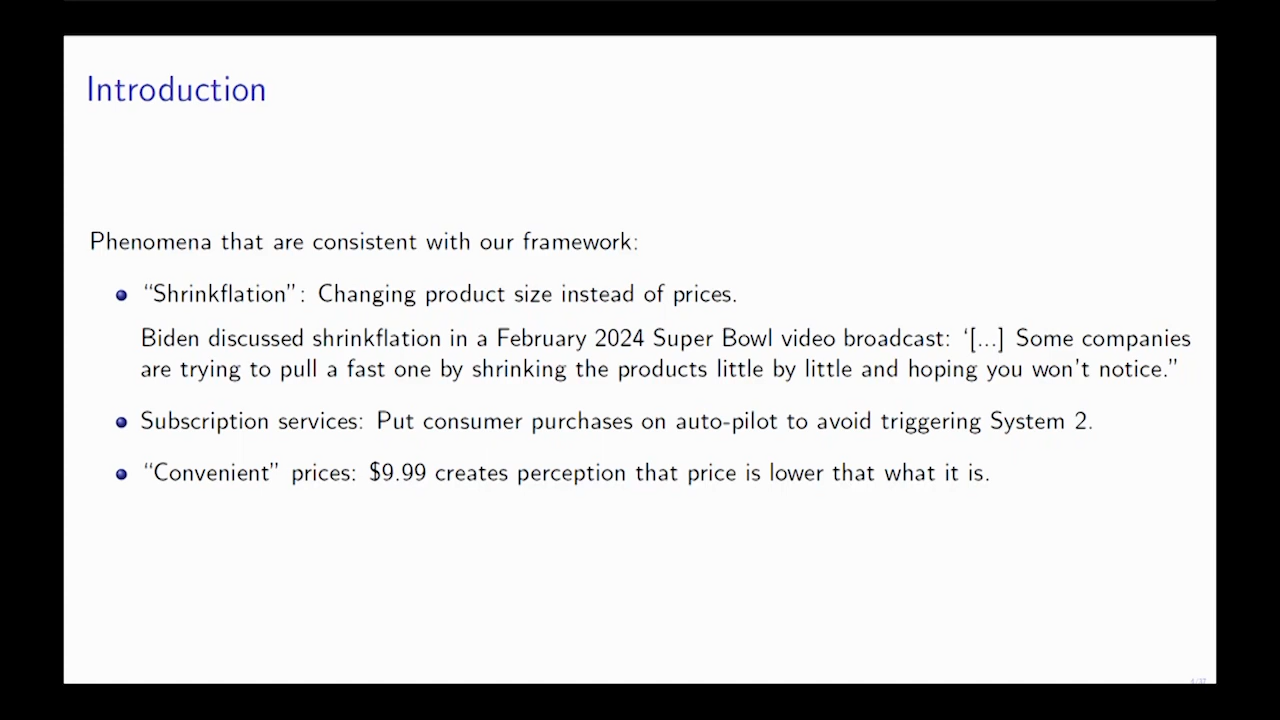 Introduction
Phenomena that are consistent with our framework:
“Shrinkflation”: Changing product size instead of prices.
Biden discussed shrinkflation in a February 2024 Super Bowl video broadcast: ‘[...] Some companies
are trying to pull a fast one by shrinking the products little by little and hoping you won’t notice.”
Subscription services: Put consumer purchases on auto-pilot to avoid triggering System 2.
“Convenient” prices: $9.99 creates perception that price is lower that what it is.